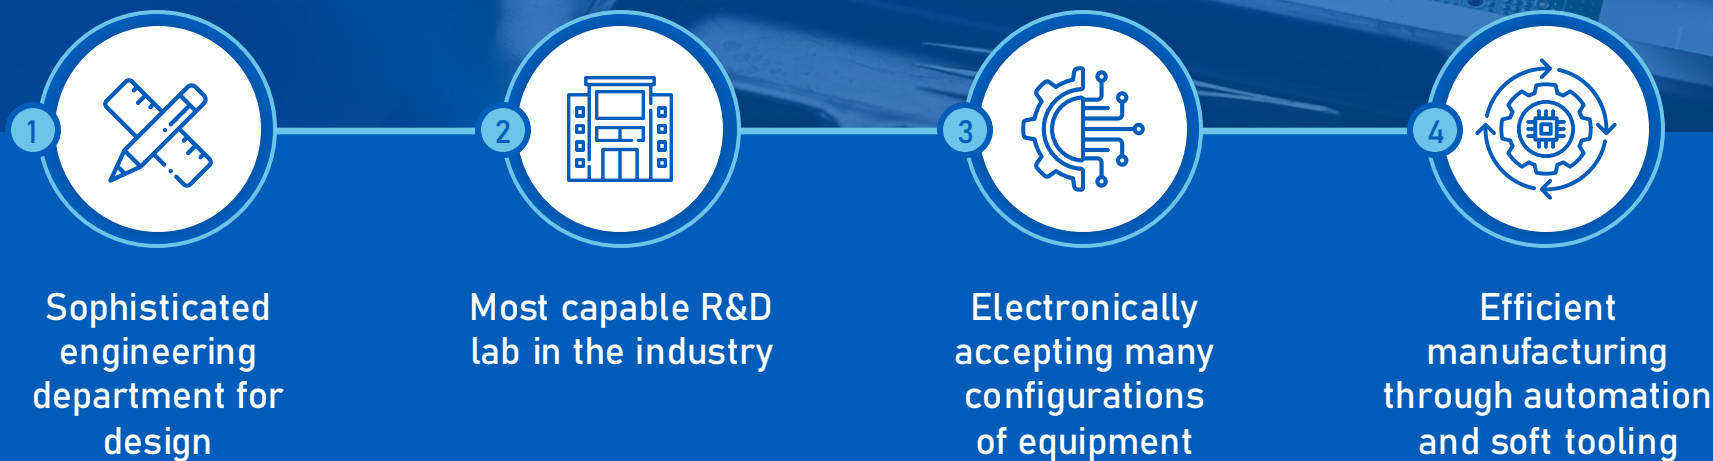 1
Sophisticated
engineering
department for
design
2
Most capable R&D
lab in the industry
3
Electronically
accepting many
configurations
of equipment
4
Efficient
manufacturing
through automation
and soft tooling